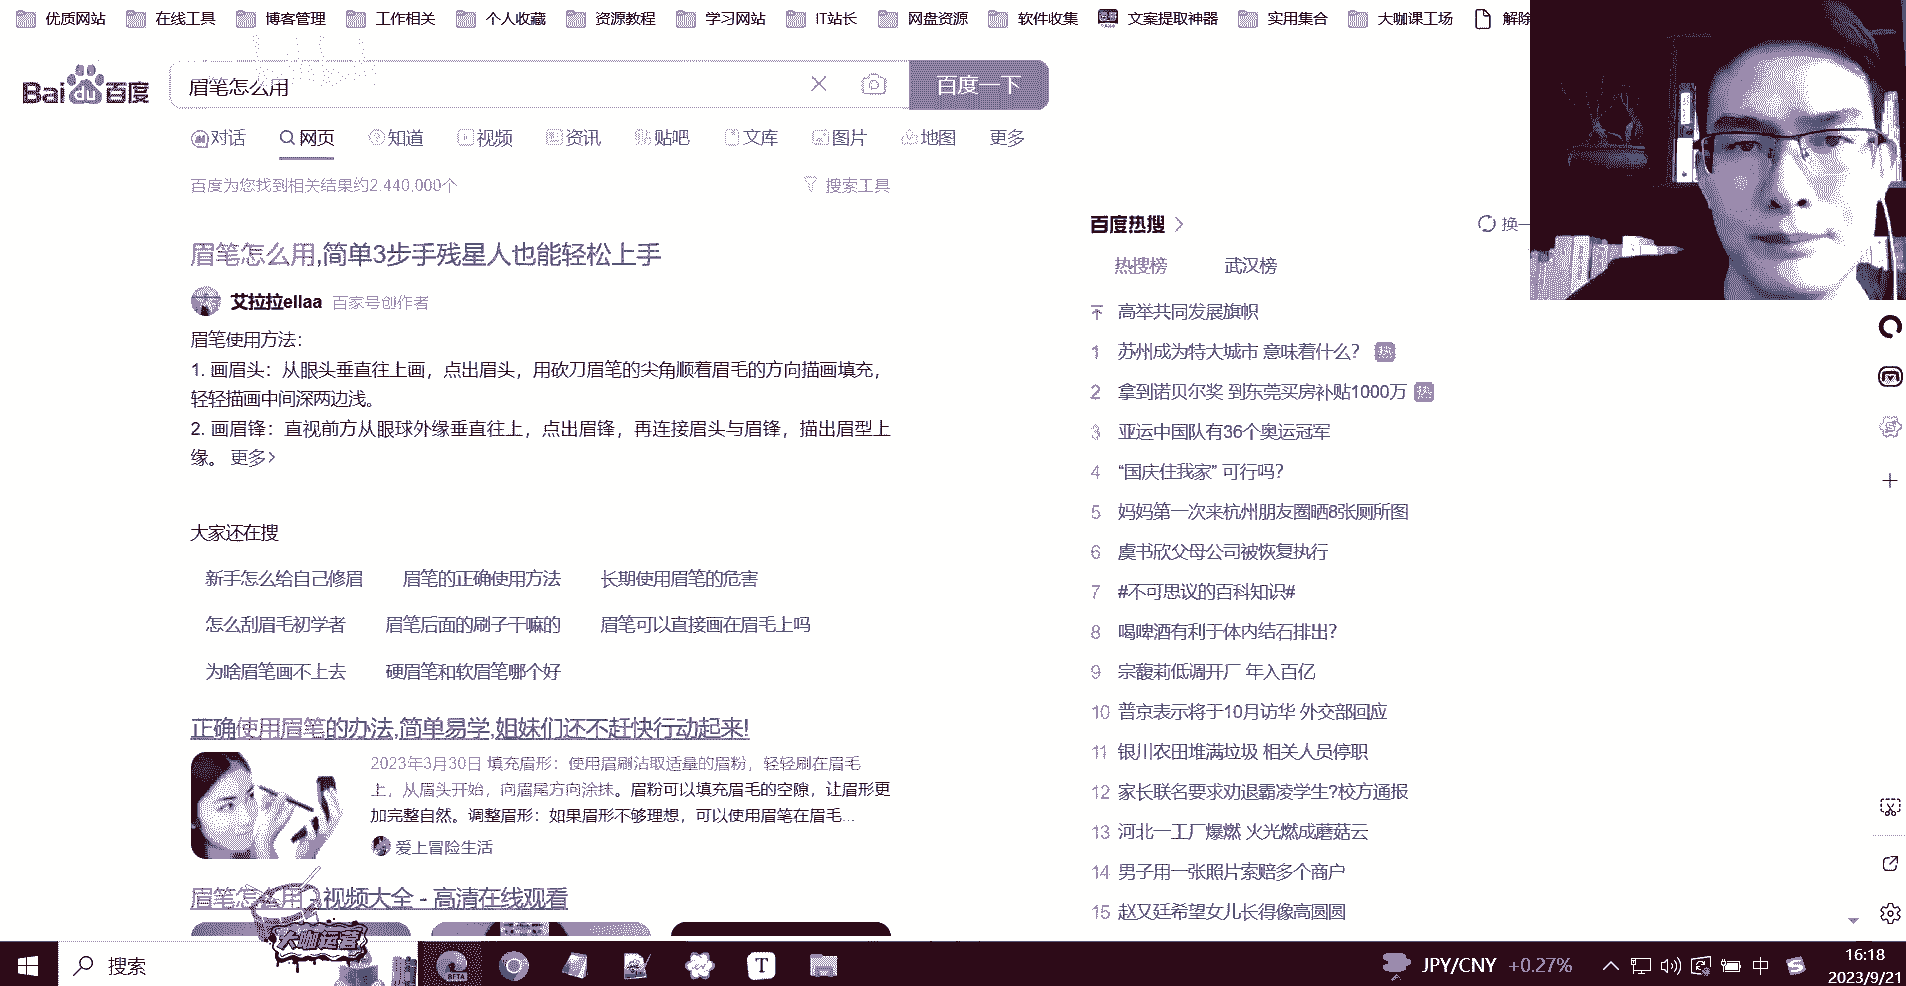 优质网站 在线工具 博客管理 工作相关 个人收藏 资源教程 学习网站 IT站长 网盘资源 软件收集 文案提取神器 实用集合 大咖课工场 解除
Bai du 百度 眉笔怎么用 百度一下
对话 网页 知道 视频 资讯 贴吧 文库 图片 地图 更多
百度为您找到相关结果约2,440,000个 搜索工具
眉笔怎么用,简单3步手残星人也能轻松上手
艾拉拉ellaa 百家号创作者
眉笔使用方法：
1. 画眉头：从眼头垂直往上画，点出眉头，用砍刀眉笔的尖角顺着眉毛的方向描画填充，
轻轻描画中间深两边浅。
2. 画眉锋：直视前方从眼球外缘垂直往上，点出眉锋，再连接眉头与眉锋，描出眉型上
缘。 更多>
大家还在搜
新手怎么给自己修眉 眉笔的正确使用方法 长期使用眉笔的危害
怎么刮眉毛初学者 眉笔后面的刷子干嘛的 眉笔可以直接画在眉毛上吗
为啥眉笔画不上去 硬眉笔和软眉笔哪个好
正确使用眉笔的办法,简单易学,姐妹们还不赶快行动起来!
2023年3月30日 填充眉形：使用眉刷沾取适量的眉粉，轻轻刷在眉毛
上，从眉头开始，向眉尾方向涂抹。眉粉可以填充眉毛的空隙，让眉形更
加完整自然。调整眉形：如果眉形不够理想，可以使用眉笔在眉毛...
爱上冒险生活
眉笔怎么用 - 视频大全 - 高清在线观看
大咖运营
百度热搜 > 换一
热搜榜 武汉榜
高举共同发展旗帜
1 苏州成为特大城市 意味着什么? 热
2 拿到诺贝尔奖 到东莞买房补贴1000万 热
3 亚运中国队有36个奥运冠军
4 “国庆住我家” 可行吗?
5 妈妈第一次来杭州朋友圈晒8张厕所图
6 虞书欣父母公司被恢复执行
7 #不可思议的百科知识#
8 喝啤酒有利于体内结石排出?
9 宗馥莉低调开厂 年入百亿
10 普京表示将于10月访华 外交部回应
11 银川农田堆满垃圾 相关人员停职
12 家长联名要求劝退霸凌学生?校方通报
13 河北一工厂爆燃 火光燃成蘑菇云
14 男子用一张照片索赔多个商户
15 赵又廷希望女儿长得像高圆圆
搜索 BETA T JPY/CNY +0.27% 中 S 16:18
2023/9/21